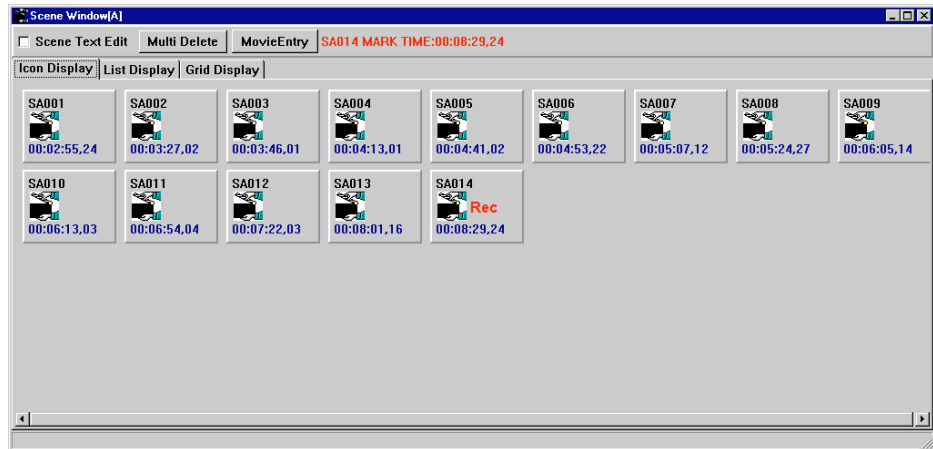 Scene Window[A]
Scene Text Edit Multi Delete MovieEntry SA014 MARK TIME:00:08:29,24
Icon Display List Display Grid Display
SA001 SA002 SA003 SA004 SA005 SA006 SA007 SA008 SA009
00:02:55,24 00:03:27,02 00:03:46,01 00:04:13,01 00:04:41,02 00:04:53,22 00:05:07,12 00:05:24,27 00:06:05,14
SA010 SA011 SA012 SA013 SA014
Rec
00:06:13,03 00:06:54,04 00:07:22,03 00:08:01,16 00:08:29,24